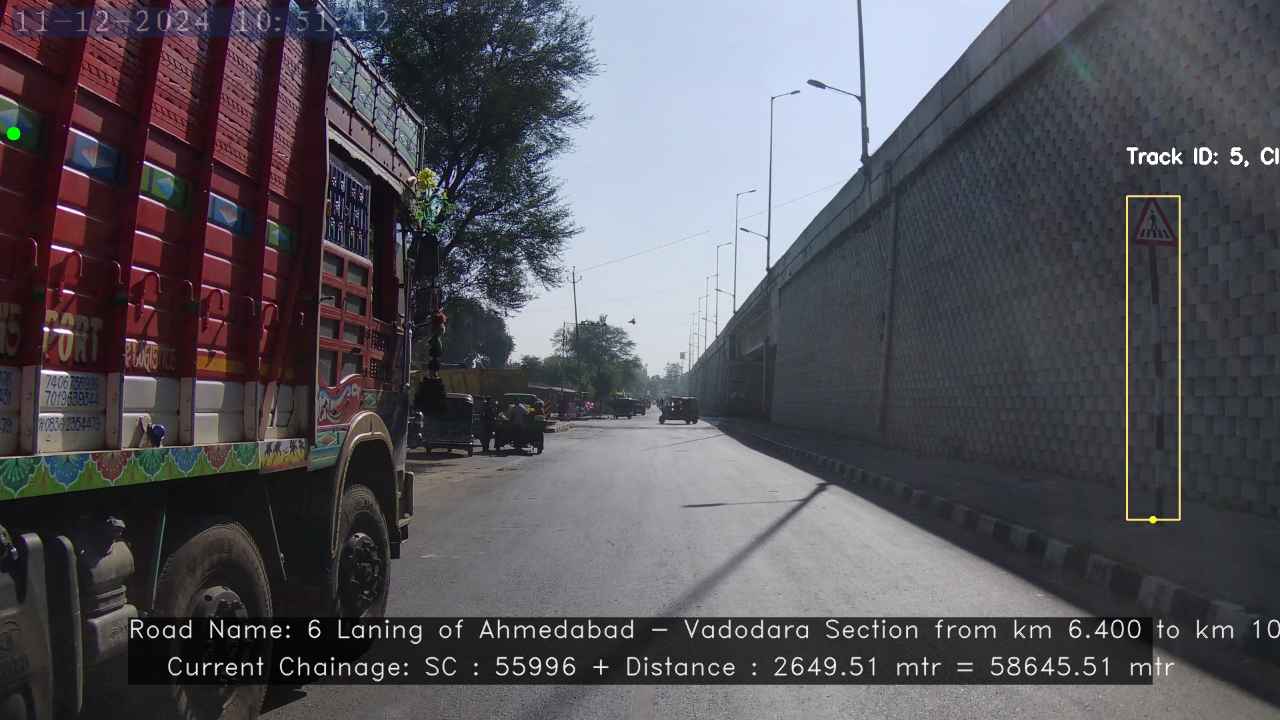 11-12-2024 10:51:12
Track ID: 5, Cl
PORT
Road Name: 6 Laning of Ahmedabad - Vadodara Section from km 6.400 to km 10
Current Chainage: SC : 55996 + Distance : 2649.51 mtr = 58645.51 mtr